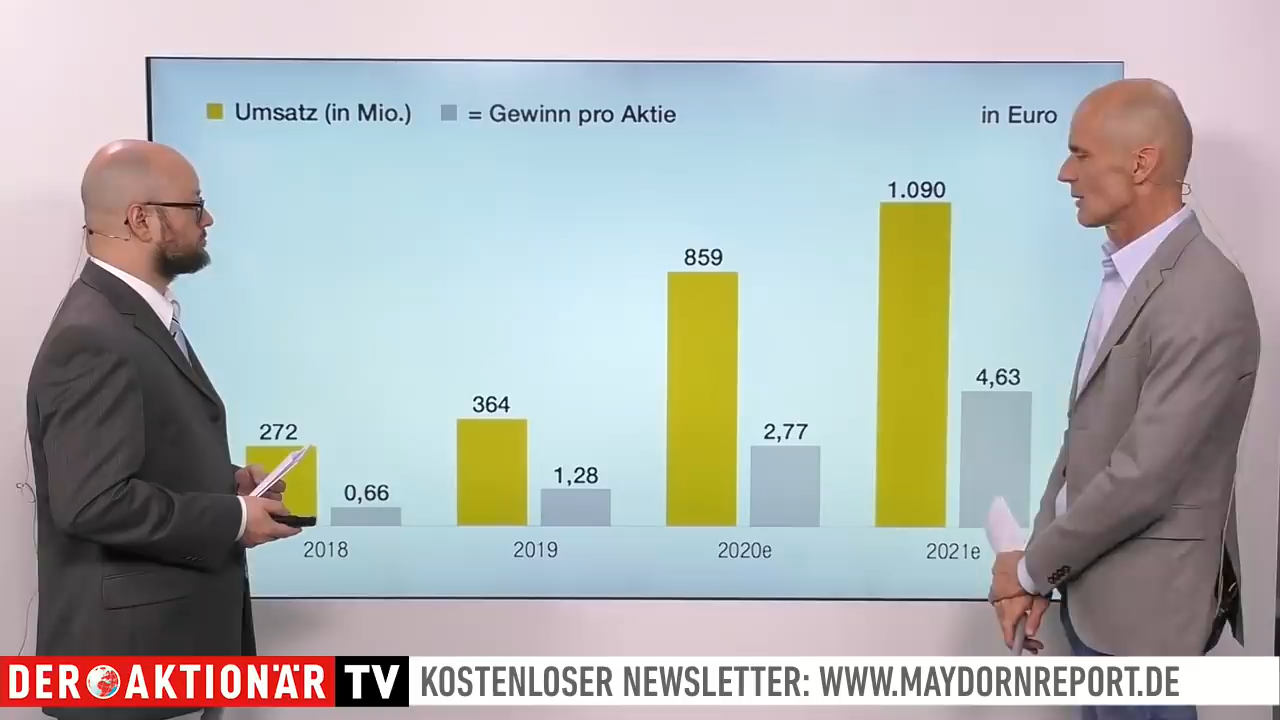 Umsatz (in Mio.) = Gewinn pro Aktie in Euro
1.090
859
4,63
364
272
2,77
1,28
0,66
2018 2019 2020e 2021e
DER AKTIONÄR TV KOSTENLOSER NEWSLETTER: WWW.MAYDORNREPORT.DE